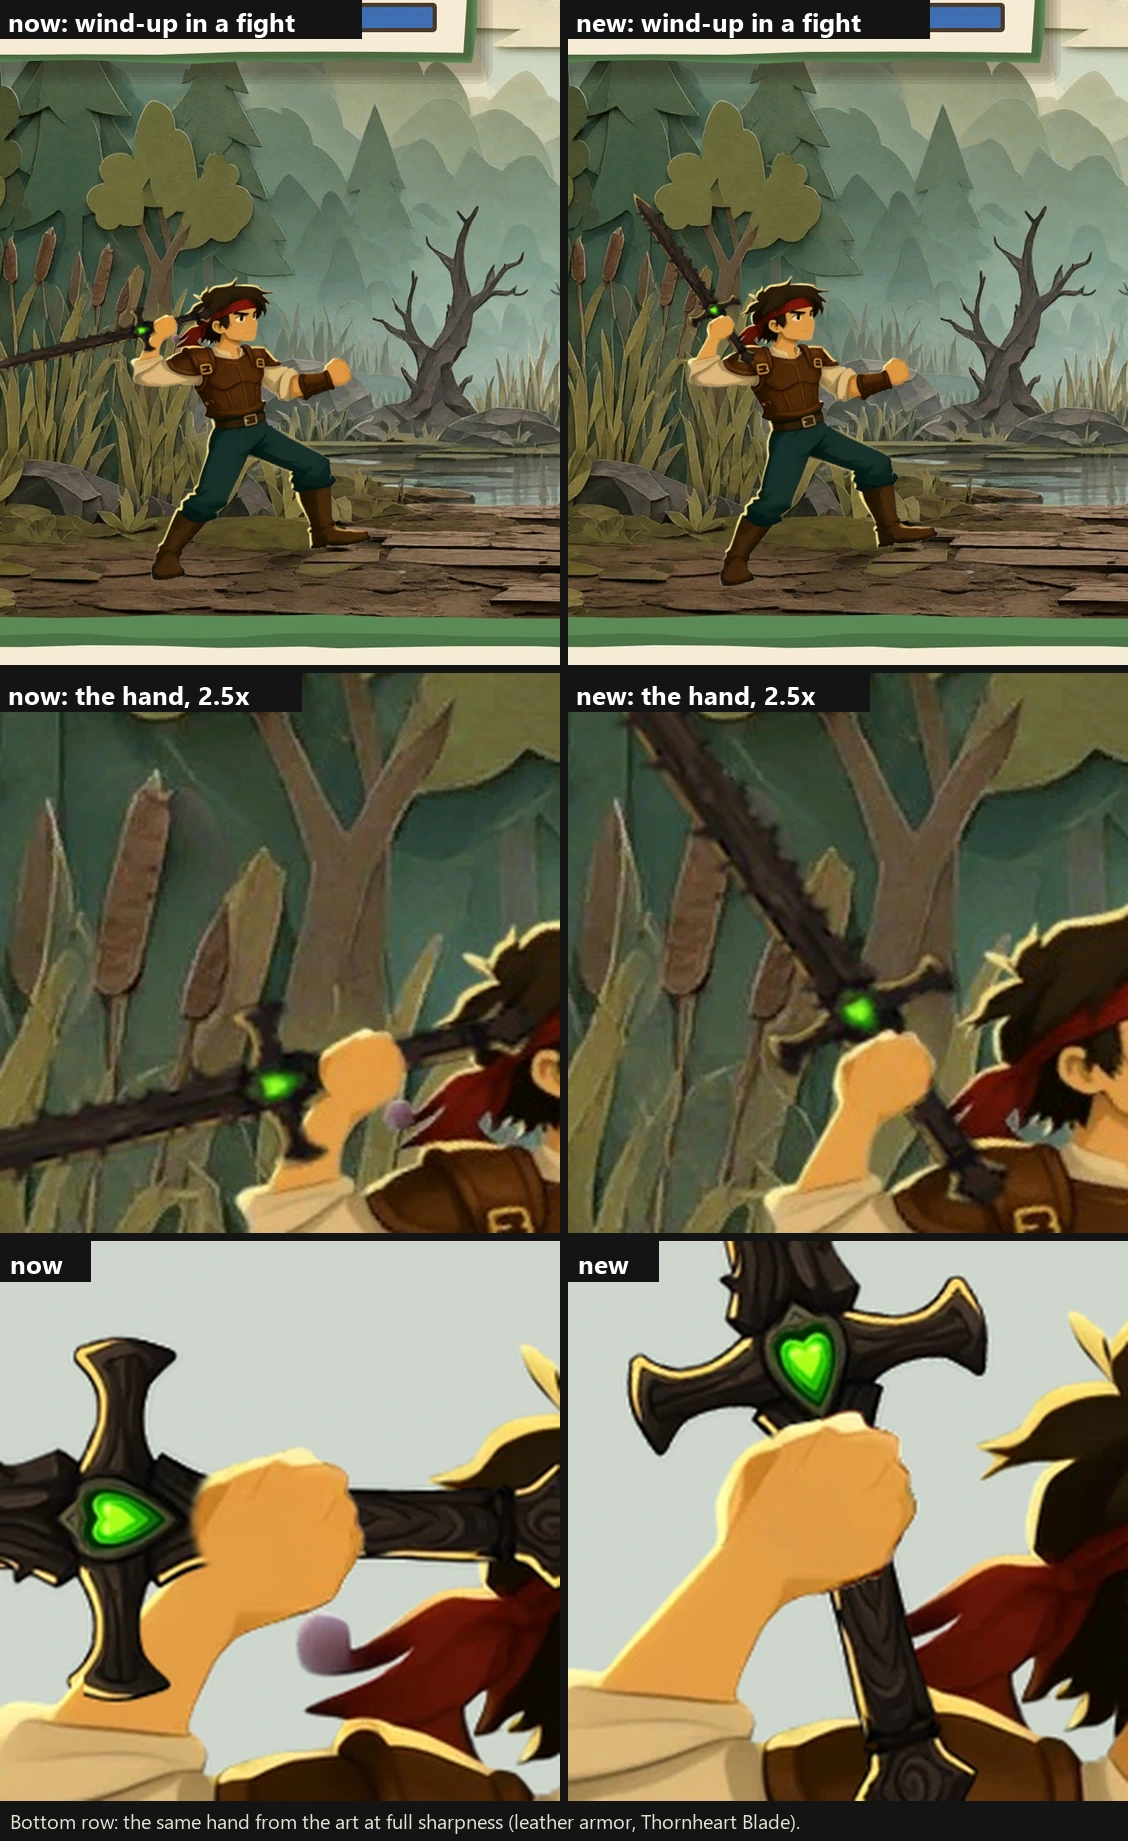 now: wind-up in a fight
new: wind-up in a fight
now: the hand, 2.5x
new: the hand, 2.5x
now
new
Bottom row: the same hand from the art at full sharpness (leather armor, Thornheart Blade).